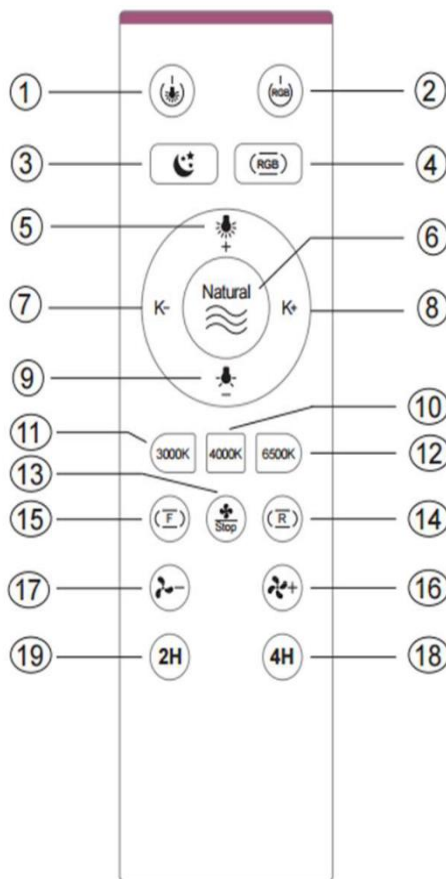 ① ②
RGB
③ ④
RGB
⑤ + ⑥
Natural
⑦ K- K+ ⑧
⑨ −
⑩
⑪ 3000K 4000K 6500K ⑫
⑬
⑮ F Stop R ⑭
⑰ − + ⑯
⑲ 2H 4H ⑱